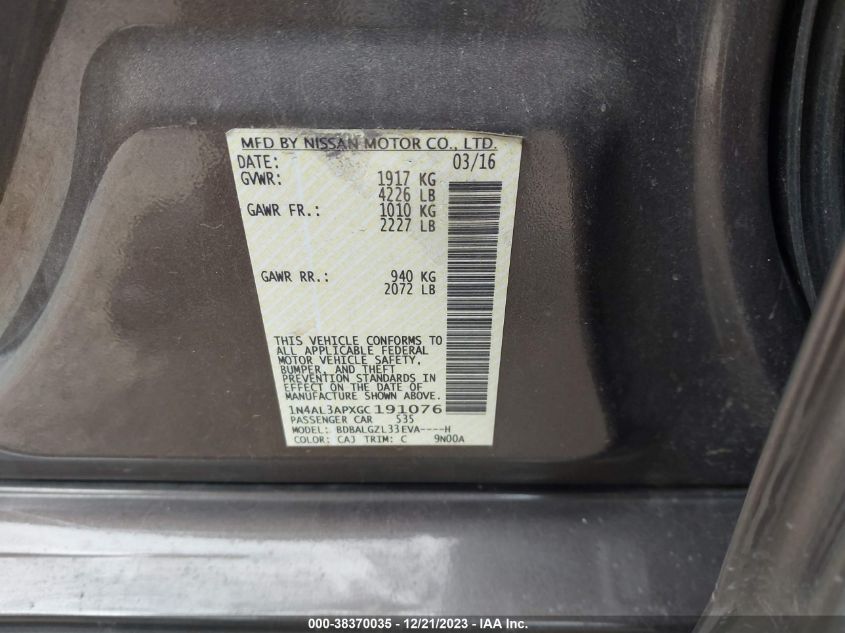 MFD BY NISSAN MOTOR CO., LTD.
DATE: 03/16
GVWR: 1917 KG
4226 LB
GAWR FR.: 1010 KG
2227 LB
GAWR RR.: 940 KG
2072 LB
THIS VEHICLE CONFORMS TO
ALL APPLICABLE FEDERAL
MOTOR VEHICLE SAFETY,
BUMPER, AND THEFT
PREVENTION STANDARDS IN
EFFECT ON THE DATE OF
MANUFACTURE SHOWN ABOVE.
1N4AL3APXGC191076
PASSENGER CAR 535
MODEL: BDBALGZL33EVA----H
COLOR: CAJ TRIM: C 9N00A
000-38370035 - 12/21/2023 - IAA Inc.